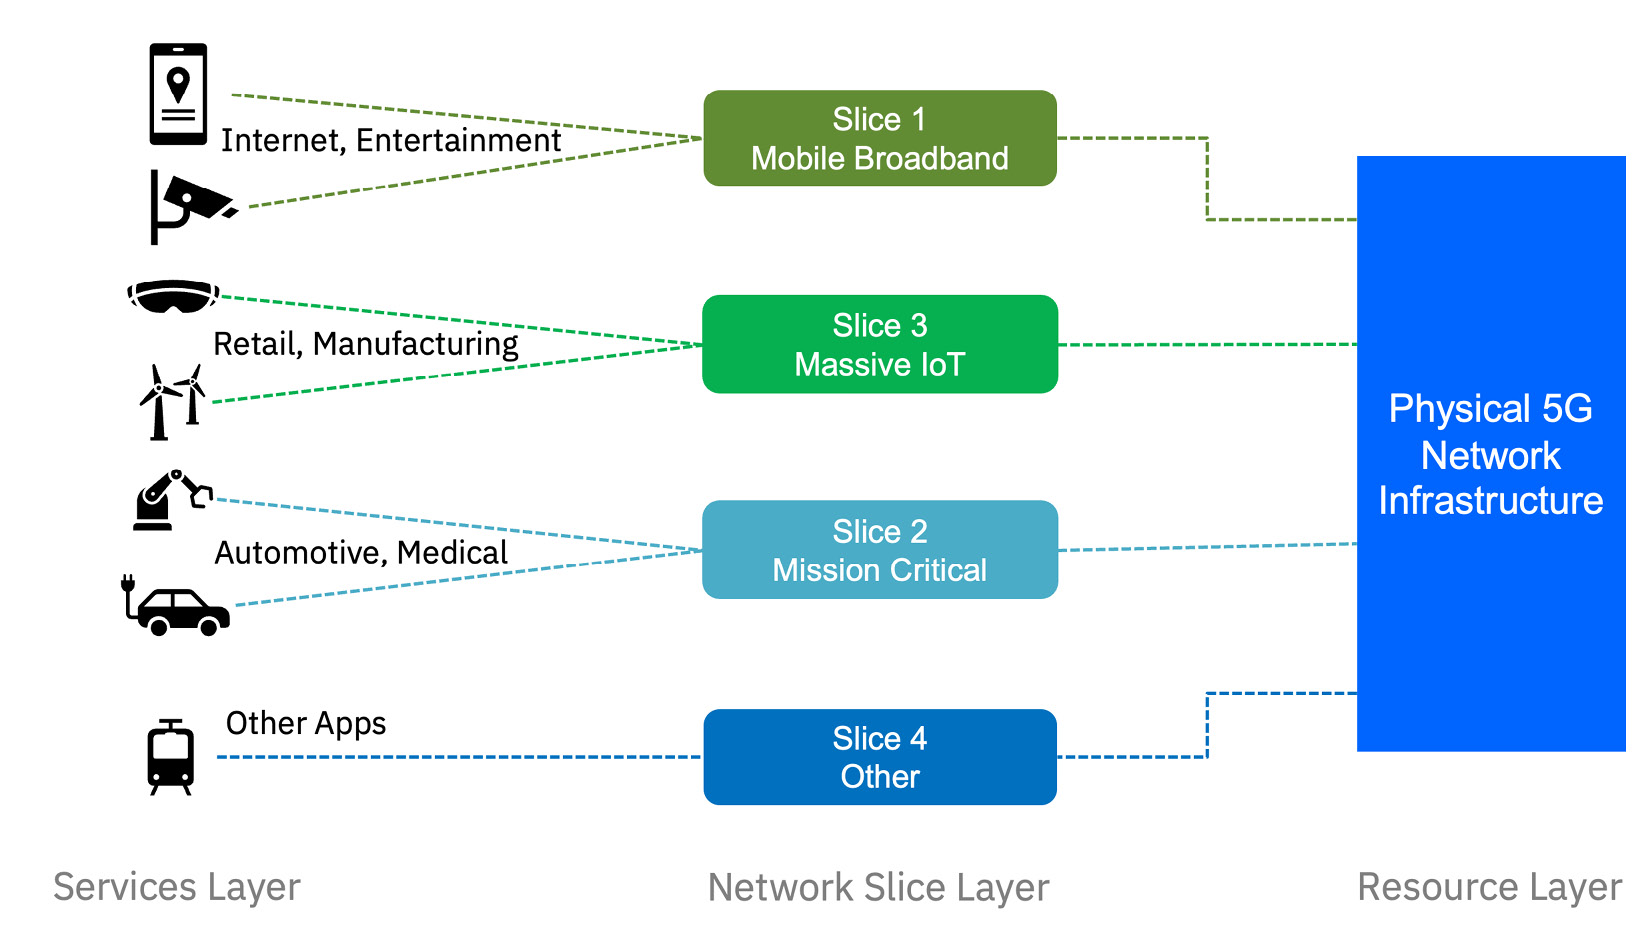 Internet, Entertainment
Slice 1
Mobile Broadband
Retail, Manufacturing
Slice 3
Massive IoT
Physical 5G
Network
Infrastructure
Automotive, Medical
Slice 2
Mission Critical
Other Apps
Slice 4
Other
Services Layer
Network Slice Layer
Resource Layer